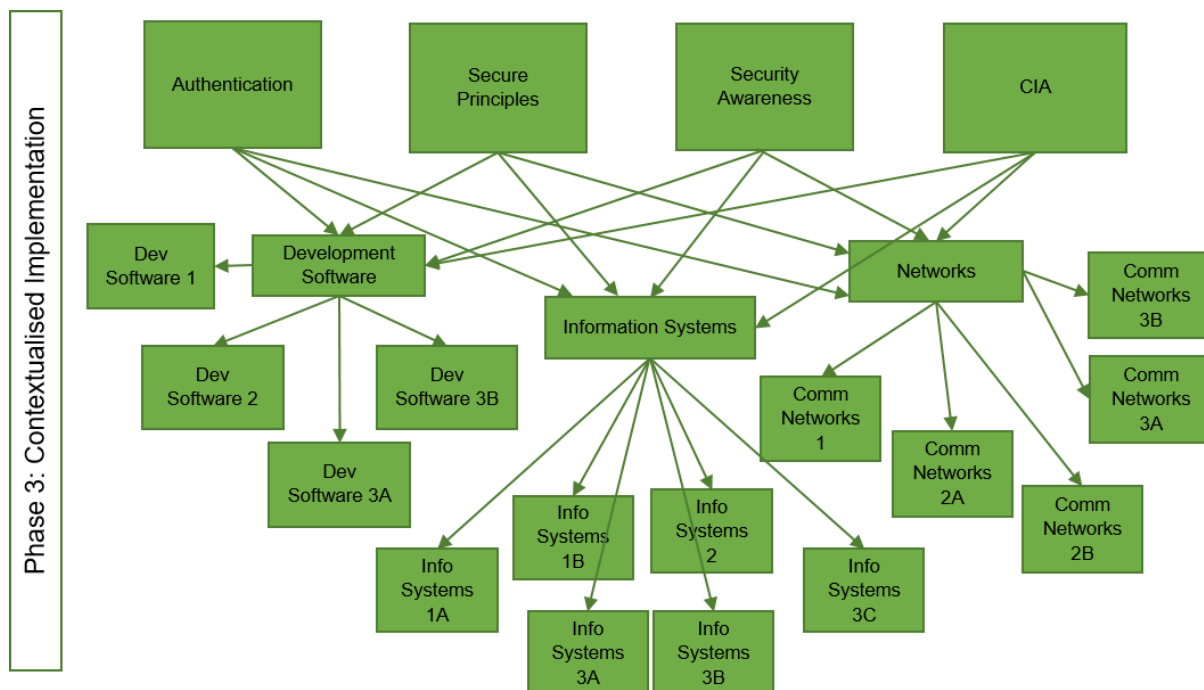 Phase 3: Contextualised Implementation
Authentication
Secure
Principles
Security
Awareness
CIA
Dev
Software 1
Development
Software
Networks
Comm
Networks
3B
Information Systems
Dev
Software 2
Dev
Software 3B
Comm
Networks
1
Comm
Networks
3A
Dev
Software 3A
Comm
Networks
2A
Comm
Networks
2B
Info
Systems
1B
Info
Systems
2
Info
Systems
1A
Info
Systems
3C
Info
Systems
3A
Info
Systems
3B